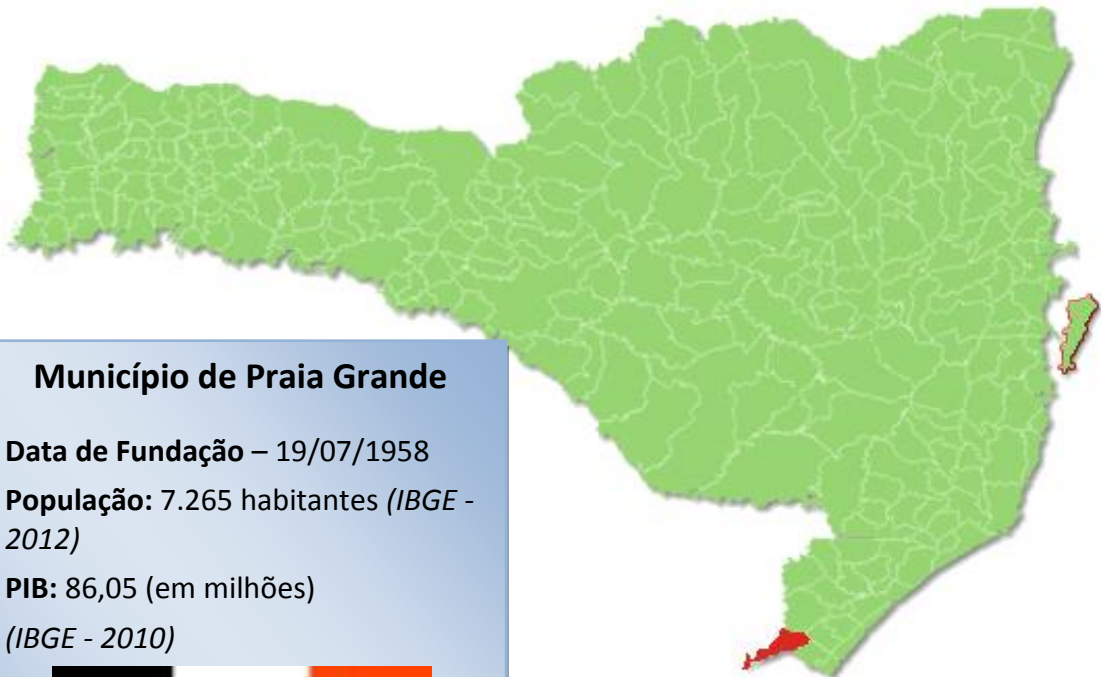 Município de Praia Grande
Data de Fundação – 19/07/1958
População: 7.265 habitantes (IBGE -
2012)
PIB: 86,05 (em milhões)
(IBGE - 2010)